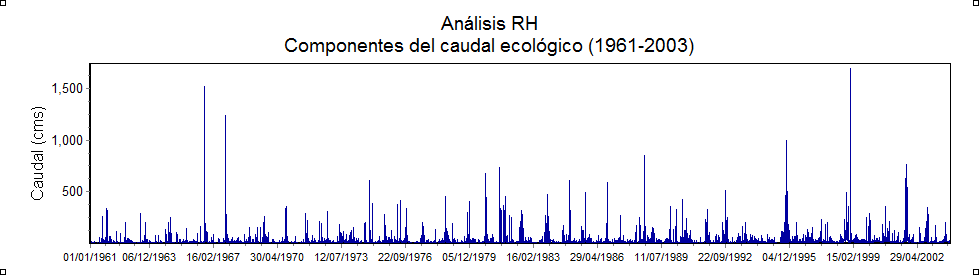 Análisis RH
Componentes del caudal ecológico (1961-2003)
Caudal (cms)
1,500
1,000
500
01/01/1961 06/12/1963 16/02/1967 30/04/1970 12/07/1973 22/09/1976 05/12/1979 16/02/1983 29/04/1986 11/07/1989 22/09/1992 04/12/1995 15/02/1999 29/04/2002